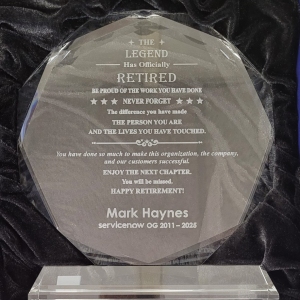 THE
LEGEND
Has Officially
RETIRED
BE PROUD OF THE WORK YOU HAVE DONE
★ ★ ★ NEVER FORGET ★ ★ ★
The difference you have made
THE PERSON YOU ARE
AND THE LIVES YOU HAVE TOUCHED.
You have done so much to make this organization, the company,
and our customers successful.
ENJOY THE NEXT CHAPTER.
You will be missed.
HAPPY RETIREMENT!
Mark Haynes
servicenow OG 2011 - 2025